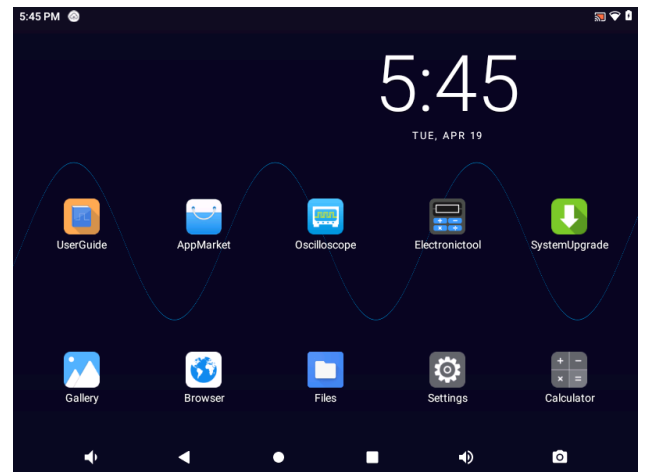 5:45 PM
5:45
TUE, APR 19
UserGuide
AppMarket
Oscilloscope
Electronictool
SystemUpgrade
Gallery
Browser
Files
Settings
Calculator